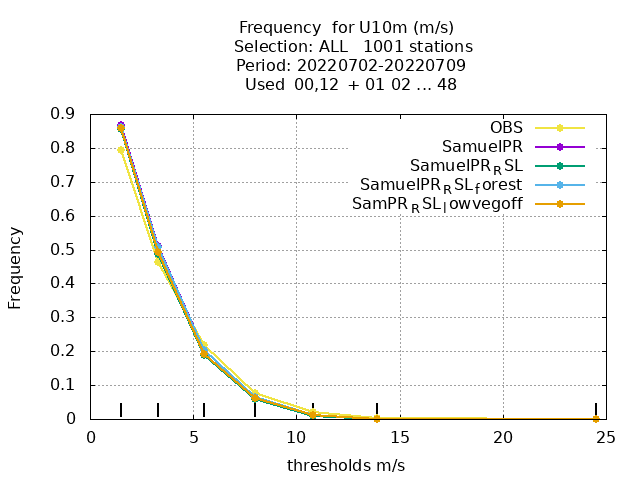 Frequency  for U10m (m/s)
Selection: ALL   1001 stations
Period: 20220702-20220709
Used  00,12  + 01 02 ... 48
0.9
0.8
0.7
0.6
0.5
0.4
0.3
0.2
0.1
0
Frequency
OBS
SamuelPR
SamuelPR_RSL
SamuelPR_RSL_forest
SamPR_RSL_lowvegoff
0 5 10 15 20 25
thresholds m/s